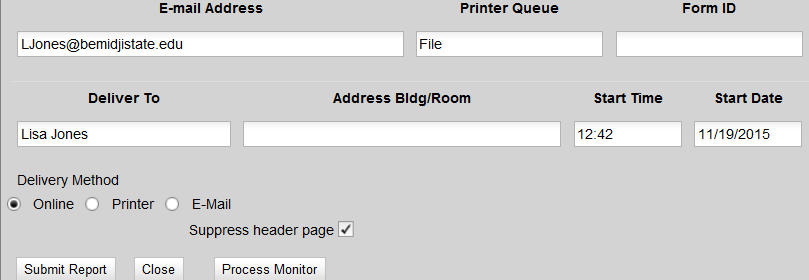 E-mail Address Printer Queue Form ID
LJones@bemidjistate.edu File
Deliver To Address Bldg/Room Start Time Start Date
Lisa Jones 12:42 11/19/2015
Delivery Method
Online Printer E-Mail
Suppress header page
Submit Report Close Process Monitor